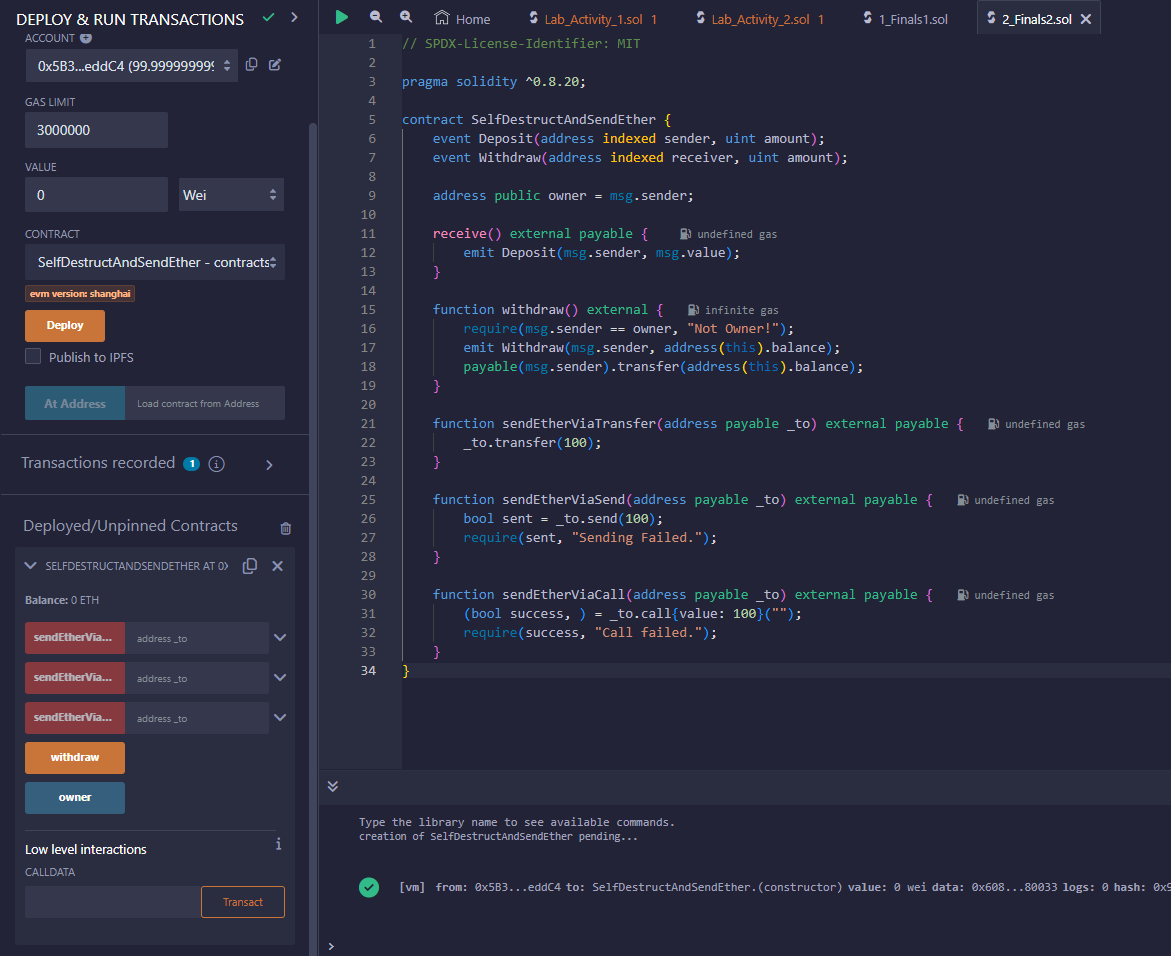 DEPLOY & RUN TRANSACTIONS
ACCOUNT
0x5B3...eddC4 (99.9999999999
GAS LIMIT
3000000
VALUE
0
Wei
CONTRACT
SelfDestructAndSendEther - contracts
evm version: shanghai
Deploy
Publish to IPFS
At Address
Load contract from Address
Transactions recorded 1 i
Deployed/Unpinned Contracts
SELFDESTRUCTANDSENDETHER AT 0X
Balance: 0 ETH
sendEtherVia... address _to
sendEtherVia... address _to
sendEtherVia... address _to
withdraw
owner
Low level interactions i
CALLDATA
Transact
Home
Lab_Activity_1.sol 1
Lab_Activity_2.sol 1
1_Finals1.sol
2_Finals2.sol
1 // SPDX-License-Identifier: MIT
2
3 pragma solidity ^0.8.20;
4
5 contract SelfDestructAndSendEther {
6 event Deposit(address indexed sender, uint amount);
7 event Withdraw(address indexed receiver, uint amount);
8
9 address public owner = msg.sender;
10
11 receive() external payable { undefined gas
12 emit Deposit(msg.sender, msg.value);
13 }
14
15 function withdraw() external { infinite gas
16 require(msg.sender == owner, "Not Owner!");
17 emit Withdraw(msg.sender, address(this).balance);
18 payable(msg.sender).transfer(address(this).balance);
19 }
20
21 function sendEtherViaTransfer(address payable _to) external payable { undefined gas
22 _to.transfer(100);
23 }
24
25 function sendEtherViaSend(address payable _to) external payable { undefined gas
26 bool sent = _to.send(100);
27 require(sent, "Sending Failed.");
28 }
29
30 function sendEtherViaCall(address payable _to) external payable { undefined gas
31 (bool success, ) = _to.call{value: 100}("");
32 require(success, "Call failed.");
33 }
34 }
Type the library name to see available commands.
creation of SelfDestructAndSendEther pending...
[vm] from: 0x5B3...eddC4 to: SelfDestructAndSendEther.(constructor) value: 0 wei data: 0x608...80033 logs: 0 hash: 0x9
>